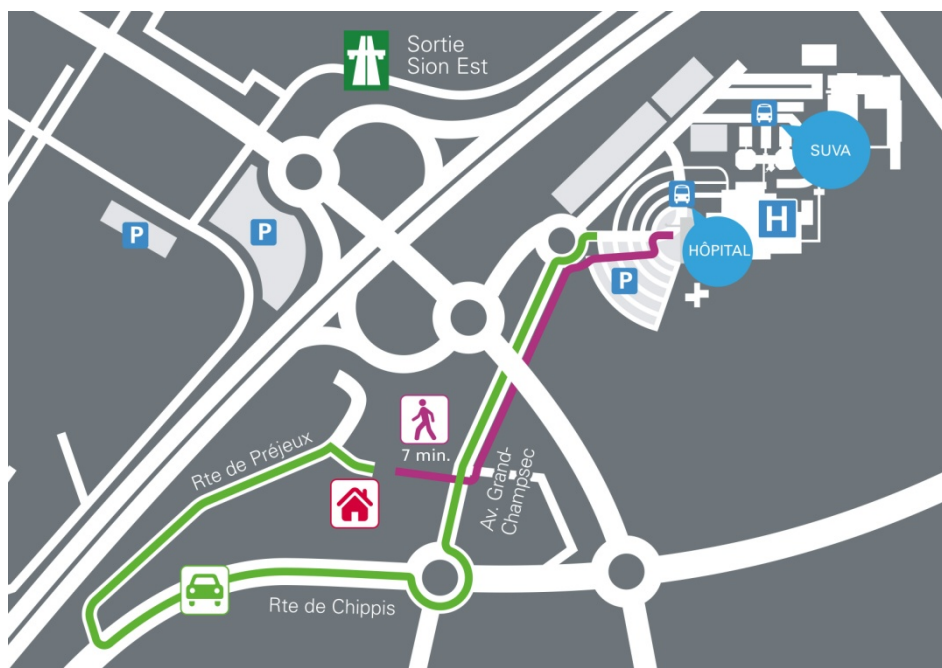 Sortie
Sion Est
SUVA
P
P
H
HÔPITAL
P
7 min.
Rte de Préjeux
Av. Grand-
Champsec
Rte de Chippis